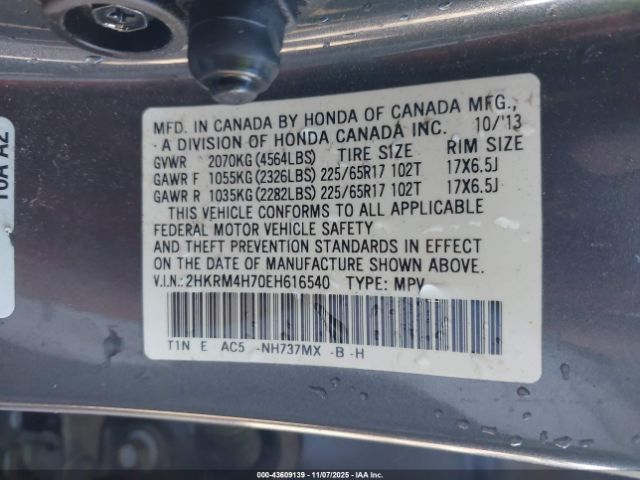 MFD. IN CANADA BY HONDA OF CANADA MFG.,
A DIVISION OF HONDA CANADA INC. 10/'13
GVWR 2070KG(4564LBS) TIRE SIZE RIM SIZE
GAWR F 1055KG(2326LBS) 225/65R17 102T 17X6.5J
GAWR R 1035KG(2282LBS) 225/65R17 102T 17X6.5J
THIS VEHICLE CONFORMS TO ALL APPLICABLE
FEDERAL MOTOR VEHICLE SAFETY
AND THEFT PREVENTION STANDARDS IN EFFECT
ON THE DATE OF MANUFACTURE SHOWN ABOVE.
V.I.N.: 2HKRM4H70EH616540 TYPE: MPV
T1N E AC5 -NH737MX -B -H
10A A2
000-43609139 - 11/07/2025 - IAAI Inc.